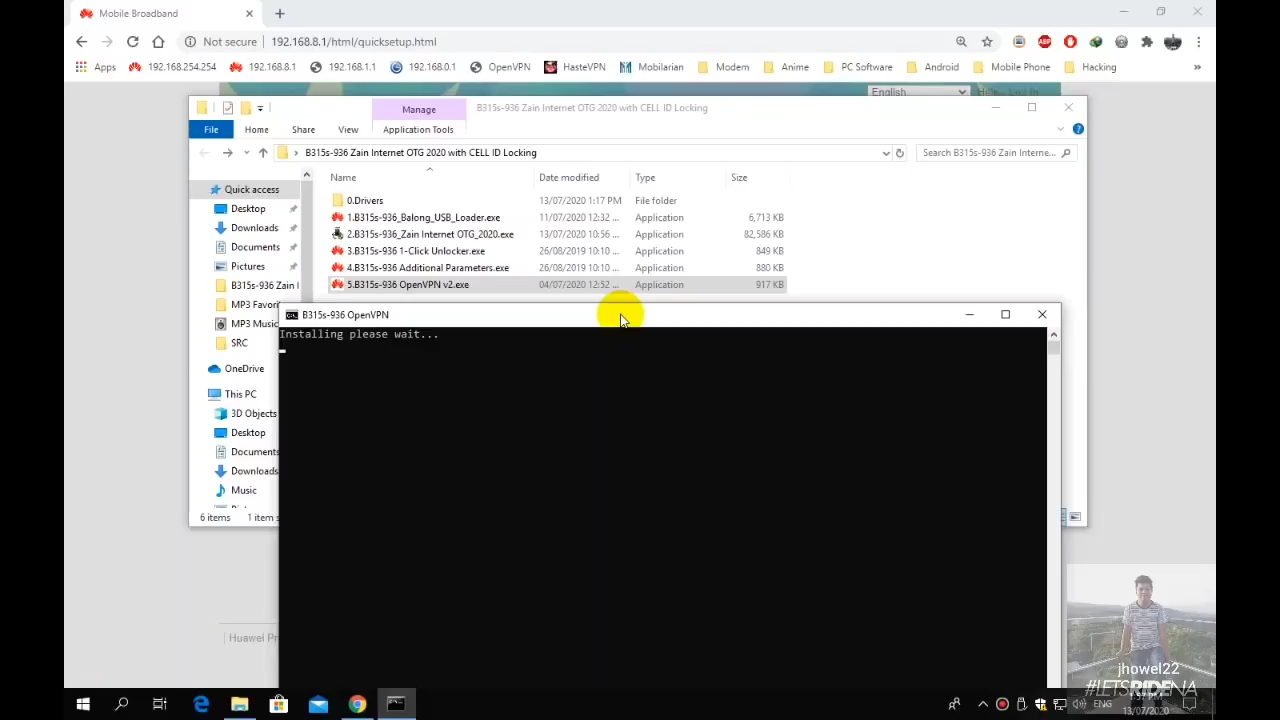 Mobile Broadband
Not secure 192.168.8.1/html/quicksetup.html
Apps 192.168.254.254 192.168.8.1 192.168.1.1 192.168.0.1 OpenVPN HasteVPN Mobilarian Modem Anime PC Software Android Mobile Phone Hacking »
English
Manage B315s-936 Zain Internet OTG 2020 with CELL ID Locking
File Home Share View Application Tools
B315s-936 Zain Internet OTG 2020 with CELL ID Locking Search B315s-936 Zain Interne...
Name Date modified Type Size
Quick access
Desktop
Downloads
Documents
Pictures
B315s-936 Zain I
MP3 Favori
MP3 Music
SRC
OneDrive
This PC
3D Objects
Desktop
Documents
Downloads
Music
0.Drivers 13/07/2020 1:17 PM File folder
1.B315s-936_Balong_USB_Loader.exe 11/07/2020 12:32 ... Application 6,713 KB
2.B315s-936_Zain Internet OTG_2020.exe 13/07/2020 10:56 ... Application 82,586 KB
3.B315s-936 1-Click Unlocker.exe 26/08/2019 10:10 ... Application 849 KB
4.B315s-936 Additional Parameters.exe 26/08/2019 10:10 ... Application 880 KB
5.B315s-936 OpenVPN v2.exe 04/07/2020 12:52 ... Application 917 KB
6 items 1 item s
B315s-936 OpenVPN
Installing please wait...
Huawei Pr
jhowel22
#LETSRIDENA
ENG
13/07/2020